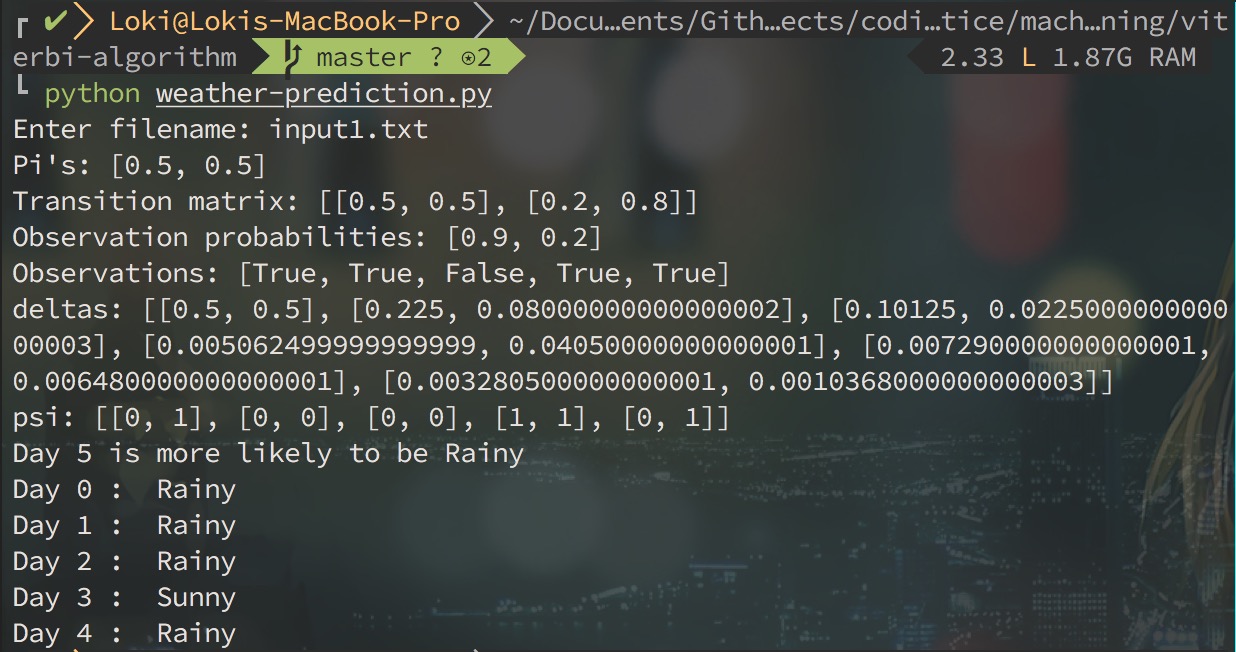 ✔ Loki@Lokis-MacBook-Pro ~/Docu…ents/Gith…ects/codi…tice/mach…ning/vit
erbi-algorithm master ? ⍟2 2.33 L 1.87G RAM
python weather-prediction.py
Enter filename: input1.txt
Pi's: [0.5, 0.5]
Transition matrix: [[0.5, 0.5], [0.2, 0.8]]
Observation probabilities: [0.9, 0.2]
Observations: [True, True, False, True, True]
deltas: [[0.5, 0.5], [0.225, 0.08000000000000002], [0.10125, 0.0225000000000
00003], [0.005062499999999999, 0.04050000000000001], [0.007290000000000001,
0.006480000000000001], [0.003280500000000001, 0.0010368000000000003]]
psi: [[0, 1], [0, 0], [0, 0], [1, 1], [0, 1]]
Day 5 is more likely to be Rainy
Day 0 :  Rainy
Day 1 :  Rainy
Day 2 :  Rainy
Day 3 :  Sunny
Day 4 :  Rainy